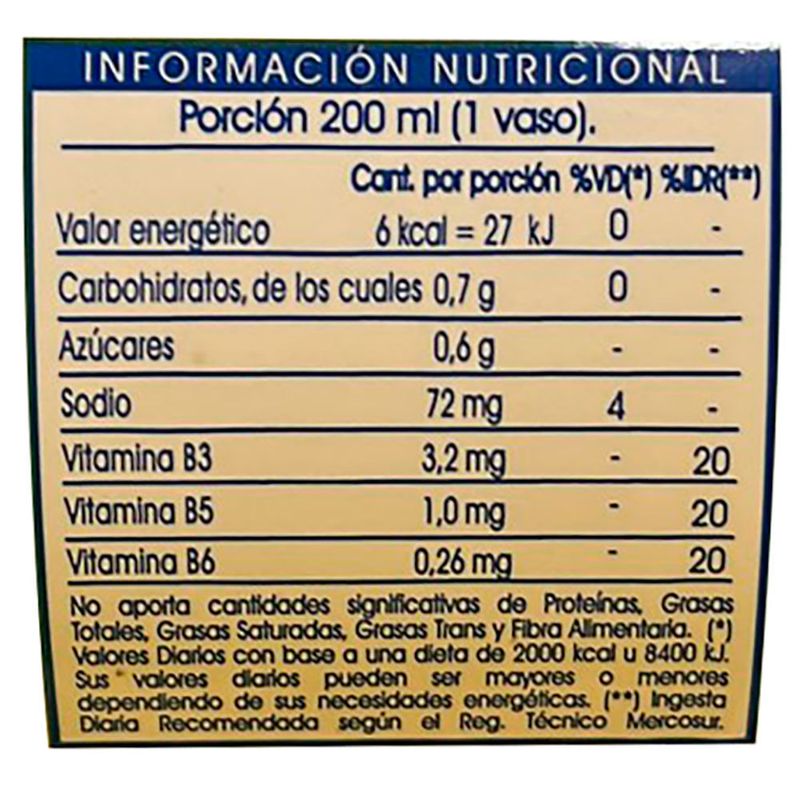 INFORMACIÓN NUTRICIONAL
Porción 200 ml (1 vaso).
Cant. por porción %VD(*) %IDR(**)
Valor energético 6 kcal = 27 kJ 0 -
Carbohidratos, de los cuales 0,7 g 0 -
Azúcares 0,6 g - -
Sodio 72 mg 4 -
Vitamina B3 3,2 mg - 20
Vitamina B5 1,0 mg - 20
Vitamina B6 0,26 mg - 20
No aporta cantidades significativas de Proteínas, Grasas
Totales, Grasas Saturadas, Grasas Trans y Fibra Alimentaria. (*)
Valores Diarios con base a una dieta de 2000 kcal u 8400 kJ.
Sus valores diarios pueden ser mayores o menores
dependiendo de sus necesidades energéticas. (**) Ingesta
Diaria Recomendada según el Reg. Técnico Mercosur.